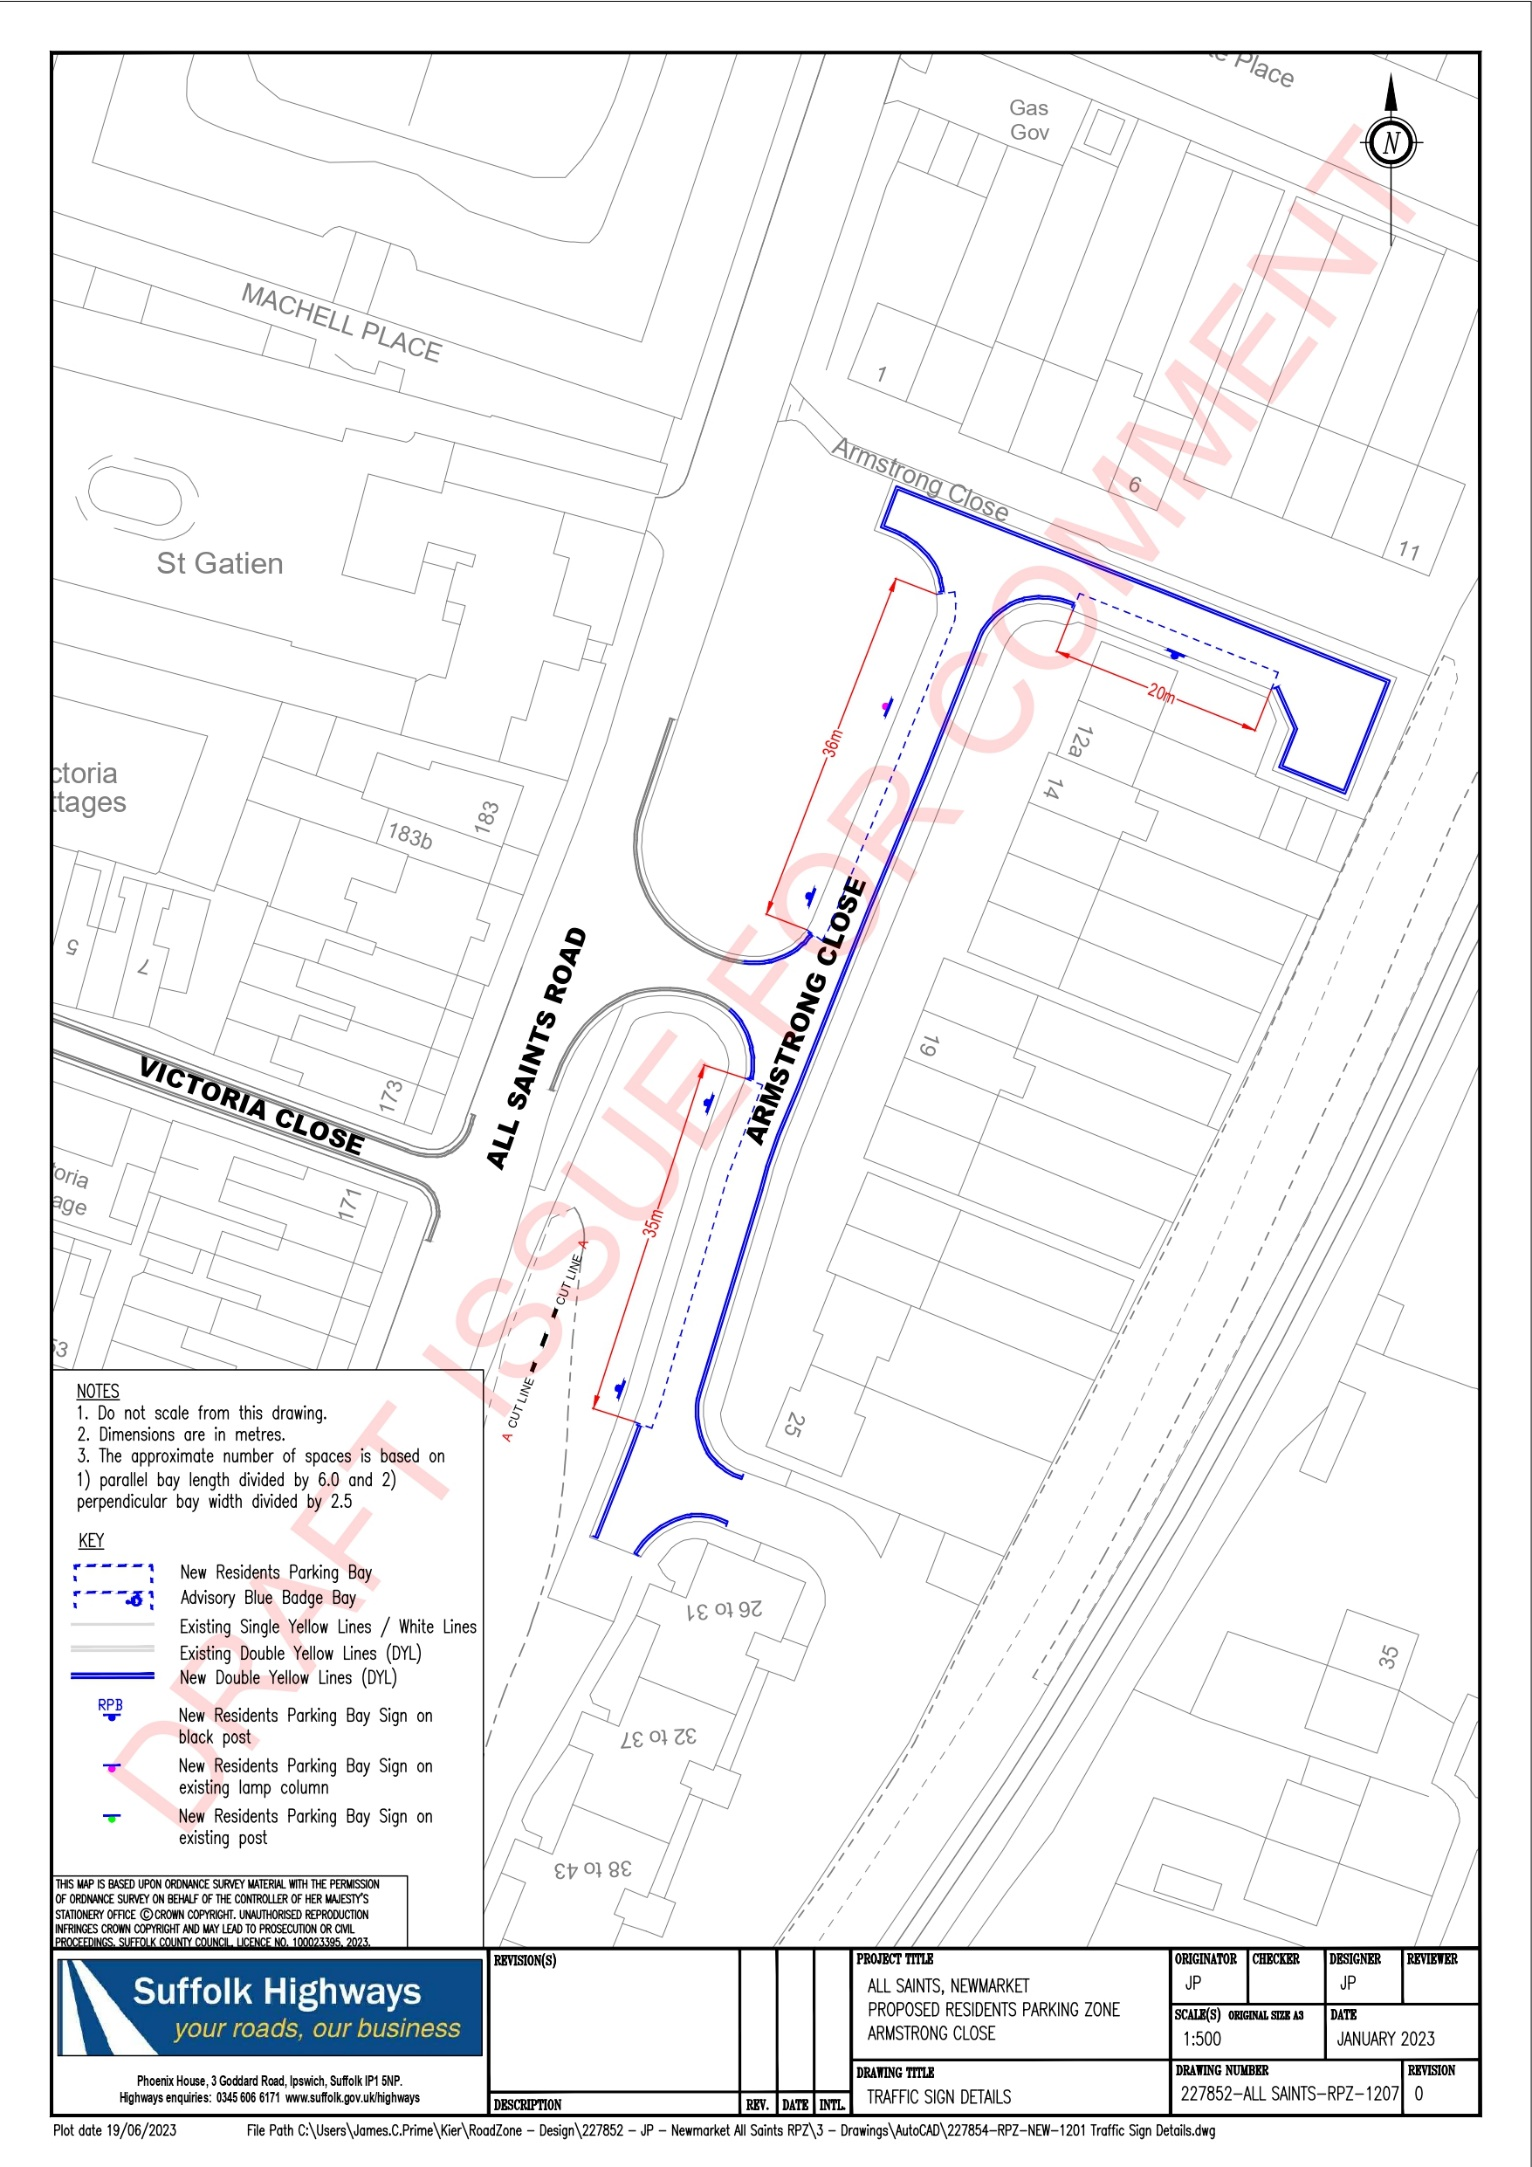 Place
Gas
Gov
N
MACHELL PLACE
1
Armstrong Close
6
11
St Gatien
36m
20m
12a
14
ctoria
ttages
183
183b
5
7
ALL SAINTS ROAD
ARMSTRONG CLOSE
19
VICTORIA CLOSE
173
171
oria
age
53
35m
A CUT LINE
CUT LINE A
25
26 to 31
32 to 37
38 to 43
35
DRAFT ISSUE FOR COMMENT
NOTES
1. Do not scale from this drawing.
2. Dimensions are in metres.
3. The approximate number of spaces is based on
1) parallel bay length divided by 6.0 and 2)
perpendicular bay width divided by 2.5
KEY
New Residents Parking Bay
Advisory Blue Badge Bay
Existing Single Yellow Lines / White Lines
Existing Double Yellow Lines (DYL)
New Double Yellow Lines (DYL)
RPB
New Residents Parking Bay Sign on
black post
New Residents Parking Bay Sign on
existing lamp column
New Residents Parking Bay Sign on
existing post
THIS MAP IS BASED UPON ORDNANCE SURVEY MATERIAL WITH THE PERMISSION
OF ORDNANCE SURVEY ON BEHALF OF THE CONTROLLER OF HER MAJESTY'S
STATIONERY OFFICE © CROWN COPYRIGHT. UNAUTHORISED REPRODUCTION
INFRINGES CROWN COPYRIGHT AND MAY LEAD TO PROSECUTION OR CIVIL
PROCEEDINGS. SUFFOLK COUNTY COUNCIL. LICENCE NO. 100023395, 2023.
Suffolk Highways
your roads, our business
Phoenix House, 3 Goddard Road, Ipswich, Suffolk IP1 5NP.
Highways enquiries: 0345 606 6171 www.suffolk.gov.uk/highways
REVISION(S)
DESCRIPTION
REV.
DATE
INTL.
PROJECT TITLE
ALL SAINTS, NEWMARKET
PROPOSED RESIDENTS PARKING ZONE
ARMSTRONG CLOSE
DRAWING TITLE
TRAFFIC SIGN DETAILS
ORIGINATOR
JP
CHECKER
DESIGNER
JP
REVIEWER
SCALE(S) ORIGINAL SIZE A3
1:500
DATE
JANUARY 2023
DRAWING NUMBER
227852-ALL SAINTS-RPZ-1207
REVISION
0
Plot date 19/06/2023
File Path C:\Users\James.C.Prime\Kier\RoadZone - Design\227852 - JP - Newmarket All Saints RPZ\3 - Drawings\AutoCAD\227854-RPZ-NEW-1201 Traffic Sign Details.dwg